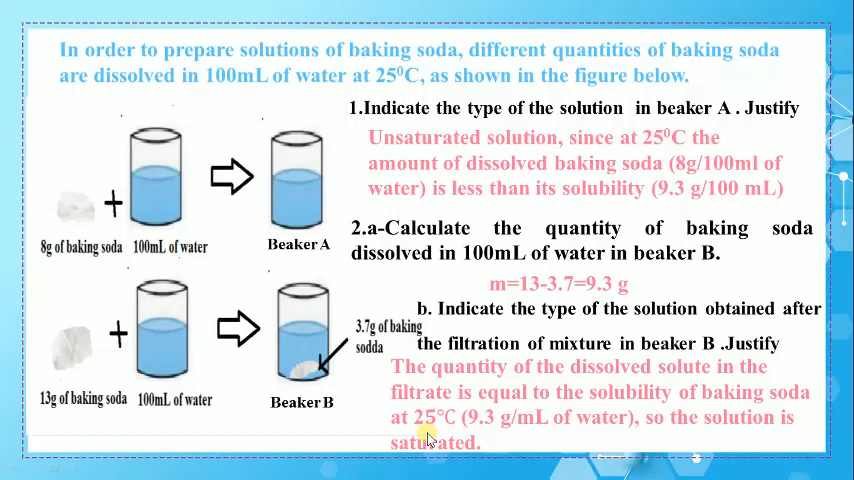 In order to prepare solutions of baking soda, different quantities of baking soda
are dissolved in 100mL of water at 25⁰C, as shown in the figure below.
1.Indicate the type of the solution in beaker A . Justify
Unsaturated solution, since at 25⁰C the
amount of dissolved baking soda (8g/100ml of
water) is less than its solubility (9.3 g/100 mL)
8g of baking soda
100mL of water
Beaker A
2.a-Calculate the quantity of baking soda
dissolved in 100mL of water in beaker B.
m=13-3.7=9.3 g
b. Indicate the type of the solution obtained after
the filtration of mixture in beaker B .Justify
3.7g of baking
sodda
13g of baking soda
100mL of water
Beaker B
The quantity of the dissolved solute in the
filtrate is equal to the solubility of baking soda
at 25°C (9.3 g/mL of water), so the solution is
saturated.